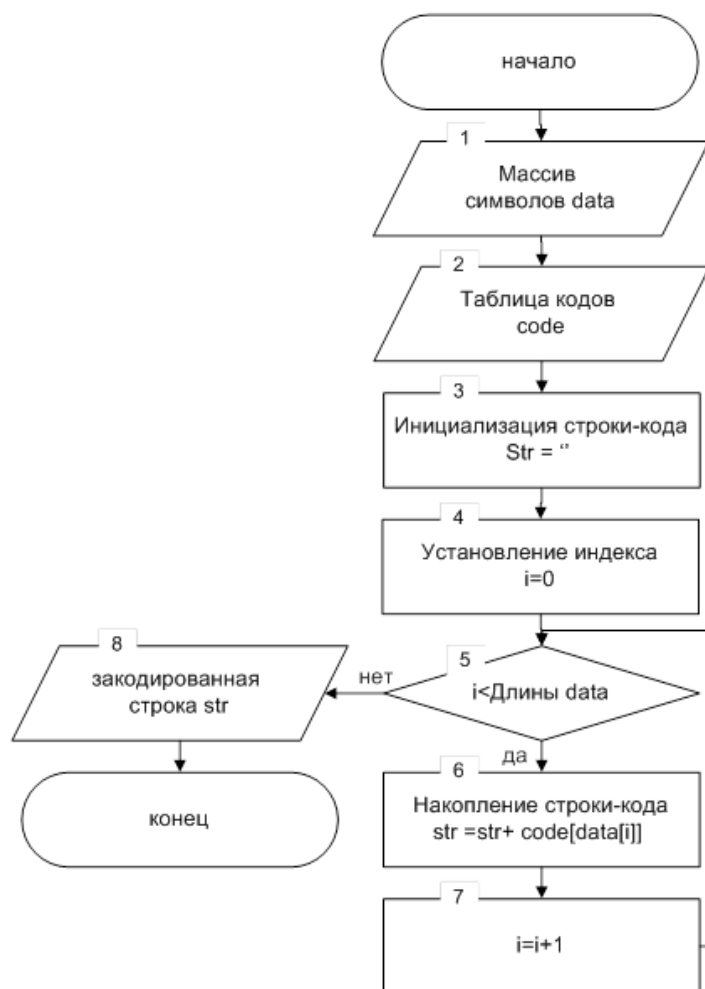 начало
1
Массив
символов data
2
Таблица кодов
code
3
Инициализация строки-кода
Str = ‘’
4
Установление индекса
i=0
5
i<Длины data
нет
да
8
закодированная
строка str
конец
6
Накопление строки-кода
str =str+ code[data[i]]
7
i=i+1